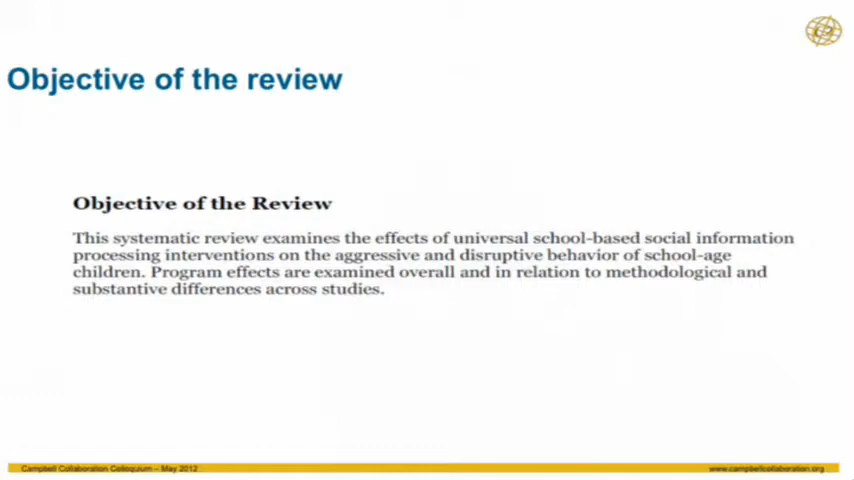 Objective of the review
Objective of the Review
This systematic review examines the effects of universal school-based social information
processing interventions on the aggressive and disruptive behavior of school-age
children. Program effects are examined overall and in relation to methodological and
substantive differences across studies.
Campbell Collaboration Colloquium – May 2012
www.campbellcollaboration.org